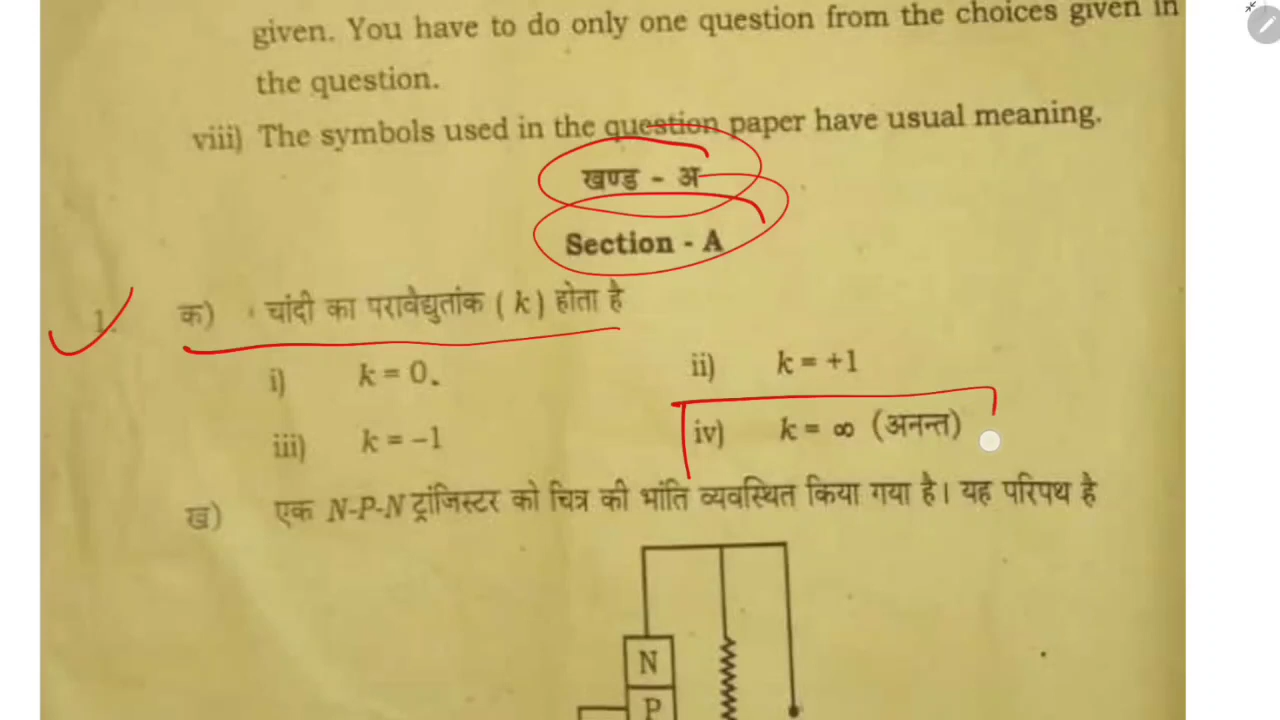 given. You have to do only one question from the choices given in
the question.
viii) The symbols used in the question paper have usual meaning.
खण्ड - अ
Section - A
1. क) चांदी का परावैद्युतांक ( k ) होता है
i) k = 0. ii) k = +1
iii) k = -1 iv) k = ∞ (अनन्त)
ख) एक N-P-N ट्रांजिस्टर को चित्र की भांति व्यवस्थित किया गया है। यह परिपथ है
N
P